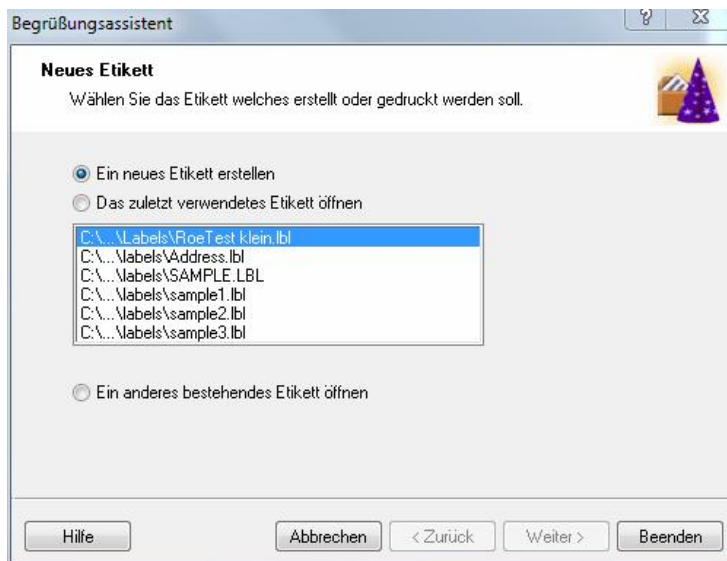 Begrüßungsassistent
Neues Etikett
Wählen Sie das Etikett welches erstellt oder gedruckt werden soll.
Ein neues Etikett erstellen
Das zuletzt verwendetes Etikett öffnen
C:\...\Labels\RoeTest klein.lbl
C:\...\labels\Address.lbl
C:\...\labels\SAMPLE.LBL
C:\...\labels\sample1.lbl
C:\...\labels\sample2.lbl
C:\...\labels\sample3.lbl
Ein anderes bestehendes Etikett öffnen
Hilfe Abbrechen < Zurück Weiter > Beenden